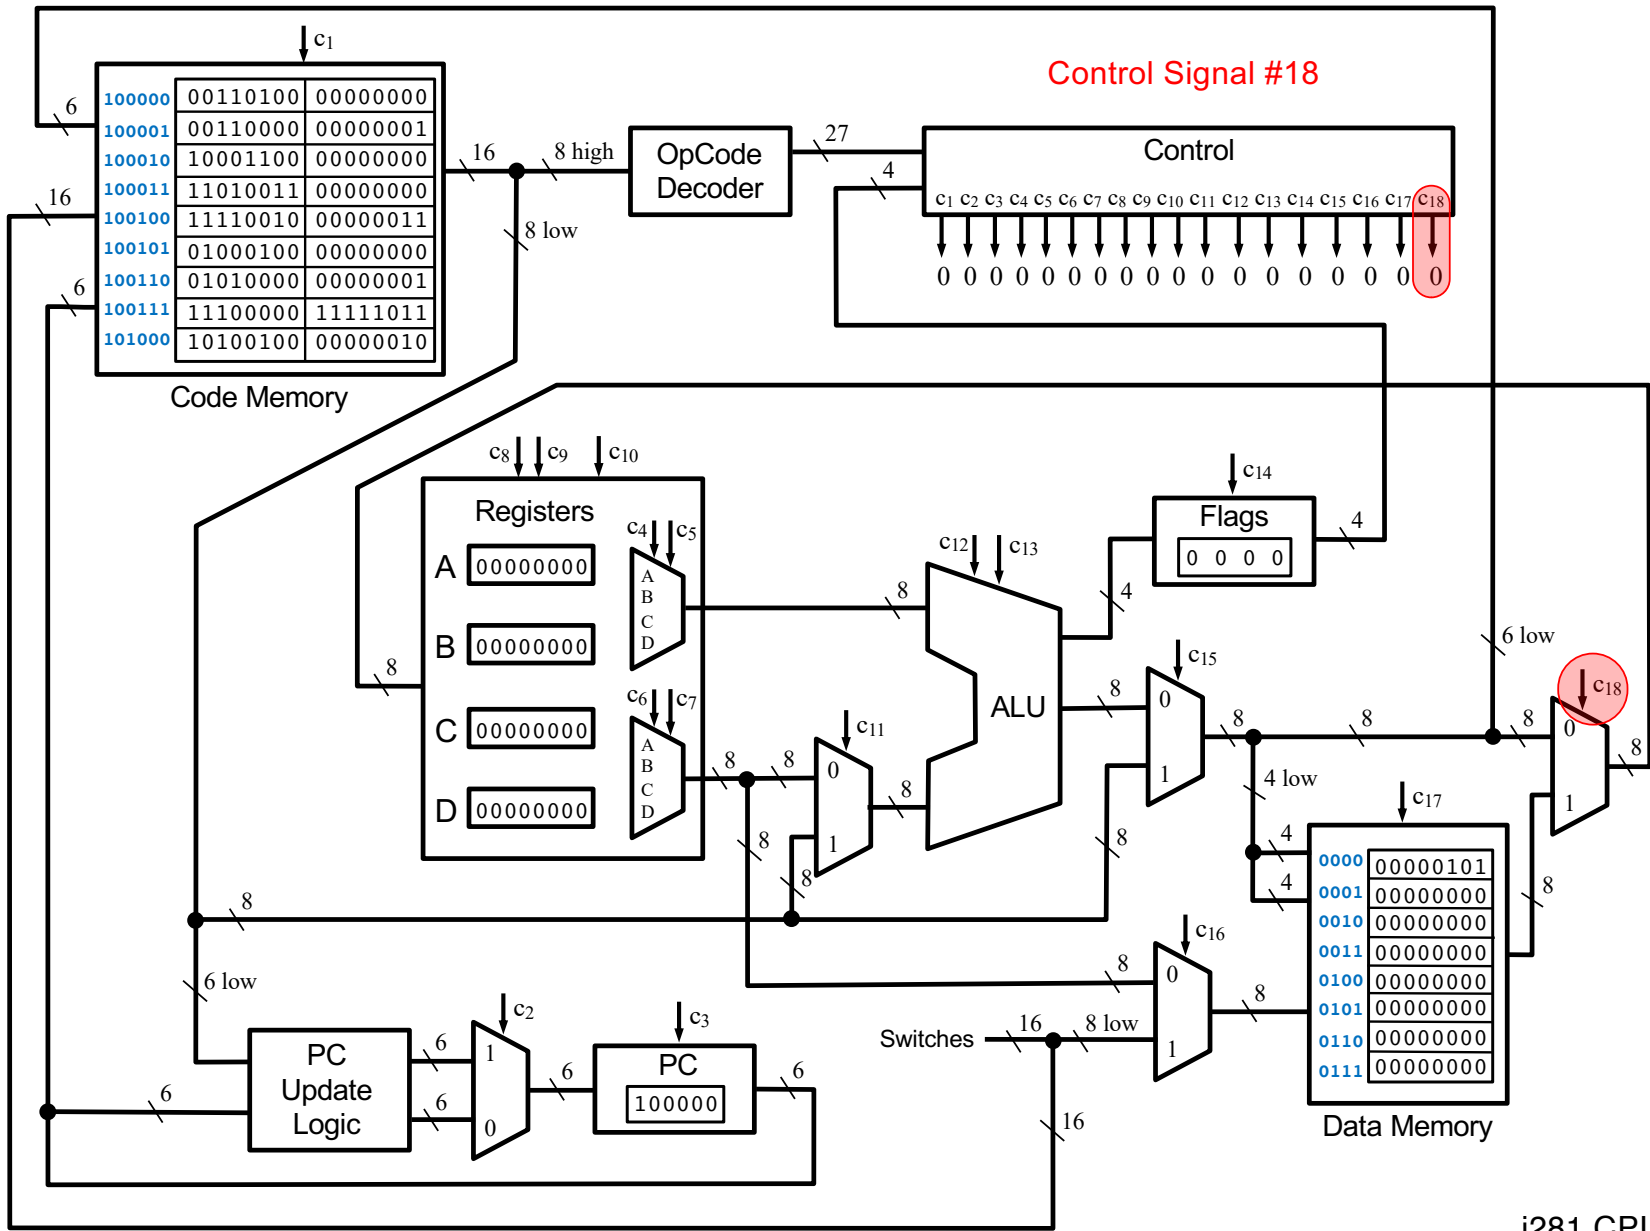 c1
Control Signal #18
6
100000 00110100 00000000
100001 00110000 00000001
100010 10001100 00000000
100011 11010011 00000000
100100 11110010 00000011
100101 01000100 00000000
100110 01010000 00000001
100111 11100000 11111011
101000 10100100 00000010
16
6
Code Memory
16
8 high
8 low
OpCode
Decoder
27
4
Control
c1 c2 c3 c4 c5 c6 c7 c8 c9 c10 c11 c12 c13 c14 c15 c16 c17 c18
0 0 0 0 0 0 0 0 0 0 0 0 0 0 0 0 0 0
c8 c9 c10
Registers
A 00000000
B 00000000
C 00000000
D 00000000
8
c4 c5
A
B
C
D
c6 c7
A
B
C
D
8
8
8
8
8
c11
0
1
8
c12 c13
ALU
4
8
c14
Flags
0 0 0 0
4
c15
0
1
8
8
8
6 low
8
c18
0
1
8
4 low
4
4
c17
0000 00000101
0001 00000000
0010 00000000
0011 00000000
0100 00000000
0101 00000000
0110 00000000
0111 00000000
Data Memory
8
8
c16
0
1
8
8
Switches
16
8 low
16
6 low
PC
Update
Logic
6
6
6
c2
1
0
6
c3
PC
100000
6
i281 CPU